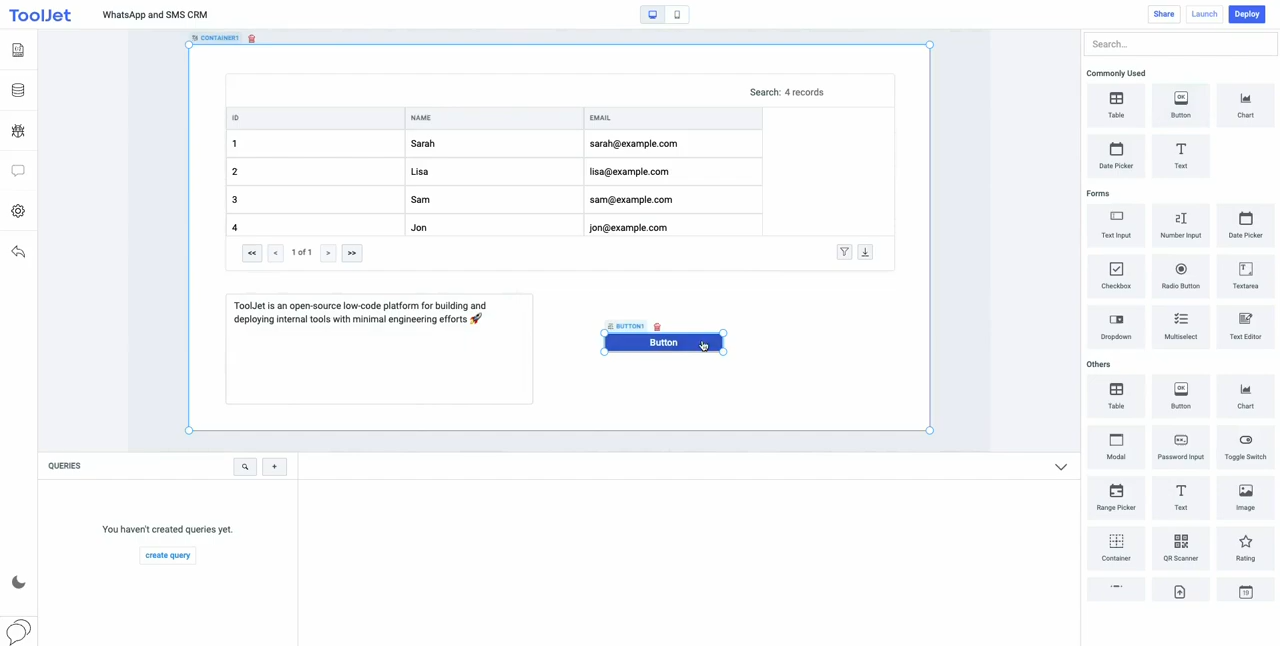 ToolJet
WhatsApp and SMS CRM
Share
Launch
Deploy
CONTAINER1
Search: 4 records
ID NAME EMAIL
1 Sarah sarah@example.com
2 Lisa lisa@example.com
3 Sam sam@example.com
4 Jon jon@example.com
<< < 1 of 1 > >>
ToolJet is an open-source low-code platform for building and
deploying internal tools with minimal engineering efforts 🚀
BUTTON1
Button
QUERIES
+
You haven't created queries yet.
create query
Search...
Commonly Used
Table
OK
Button
Chart
Date Picker
Text
Forms
Text Input
Number Input
Date Picker
Checkbox
Radio Button
Textarea
Dropdown
Multiselect
Text Editor
Others
Table
OK
Button
Chart
Modal
Password Input
Toggle Switch
Range Picker
Text
Image
Container
QR Scanner
Rating
19